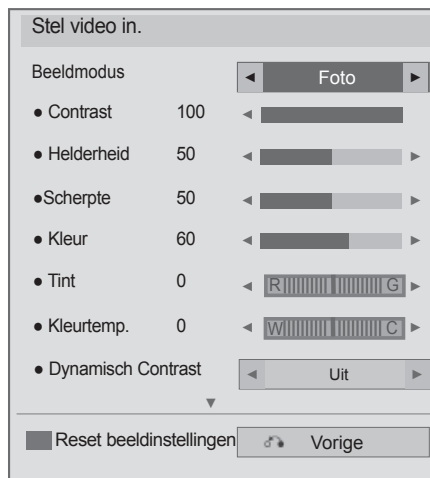 Stel video in.
Beeldmodus ◄ Foto ►
● Contrast 100 ◄
● Helderheid 50 ◄ ►
●Scherpte 50 ◄ ►
● Kleur 60 ◄ ►
● Tint 0 ◄ R G ►
● Kleurtemp. 0 ◄ W C ►
● Dynamisch Contrast ◄ Uit ►
▼
Reset beeldinstellingen Vorige